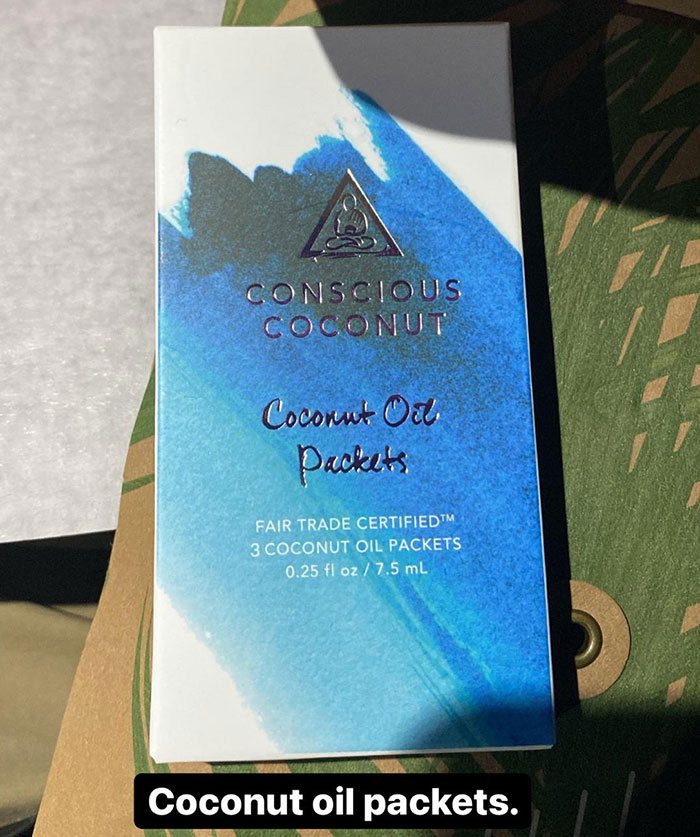 CONSCIOUS
COCONUT
Coconut Oil
Packets
FAIR TRADE CERTIFIED™
3 COCONUT OIL PACKETS
0.25 fl oz / 7.5 mL
Coconut oil packets.